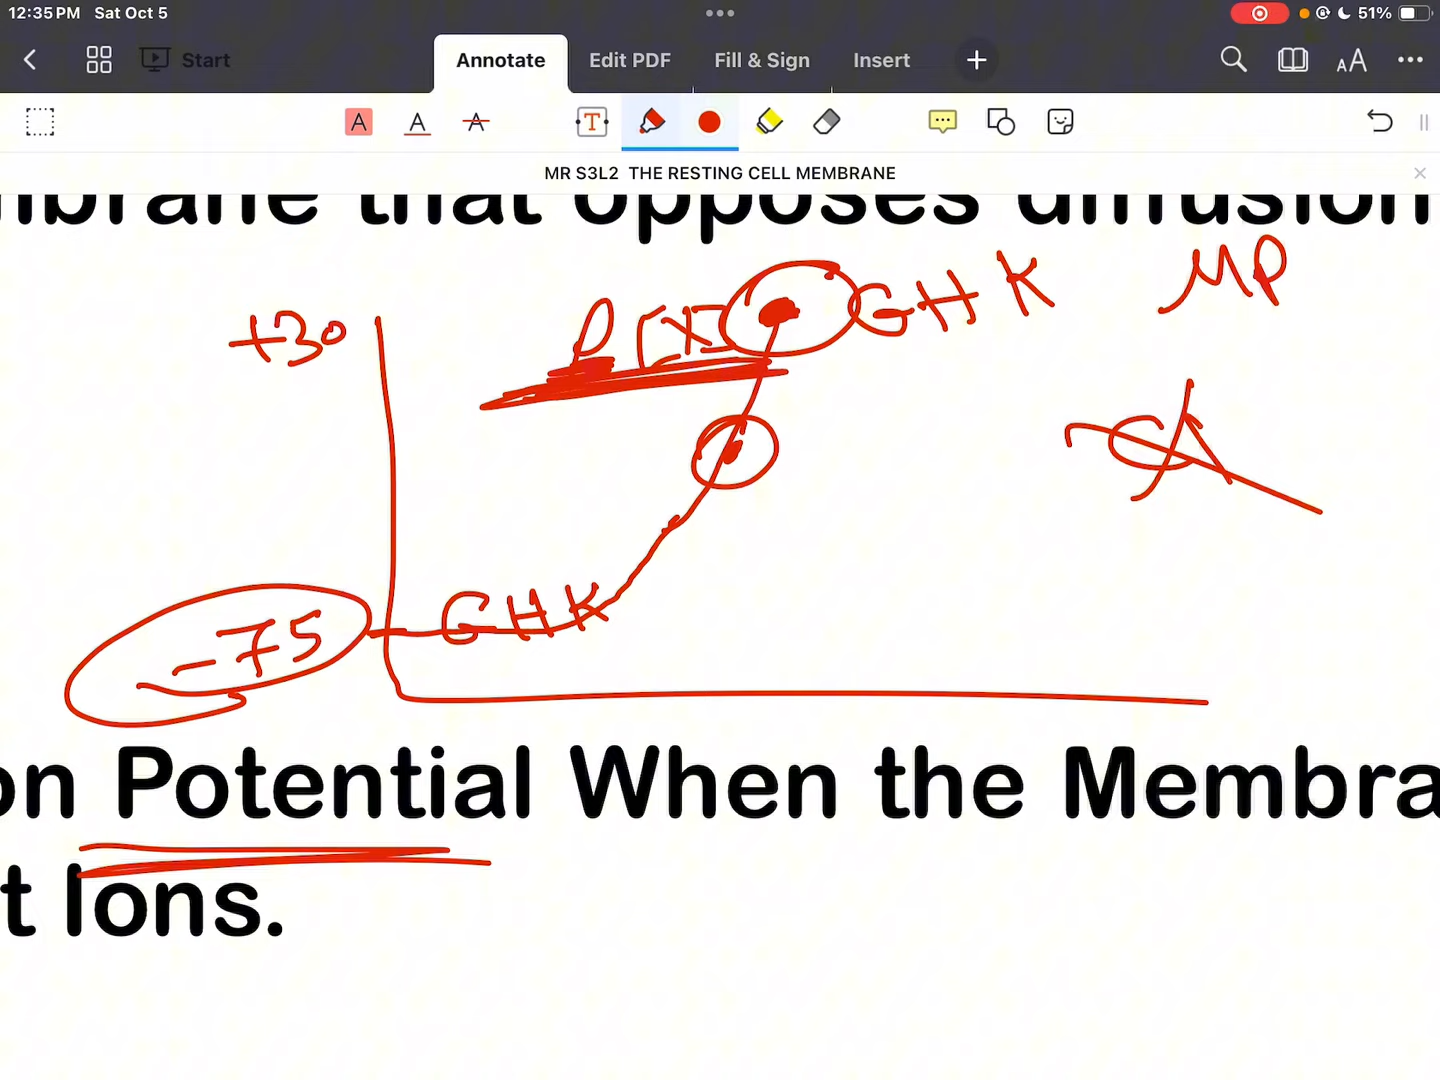 12:35 PM Sat Oct 5 51%
Start Annotate Edit PDF Fill & Sign Insert
MR S3L2 THE RESTING CELL MEMBRANE
nbrane that opposes diffusion
MP
+30 P[X] GHK
GHK
-75
on Potential When the Membra
t Ions.